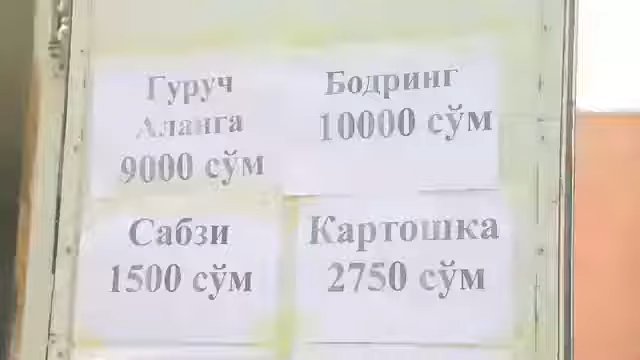 Гуруч
Аланга
9000 сўм
Бодринг
10000 сўм
Сабзи
1500 сўм
Картошка
2750 сўм